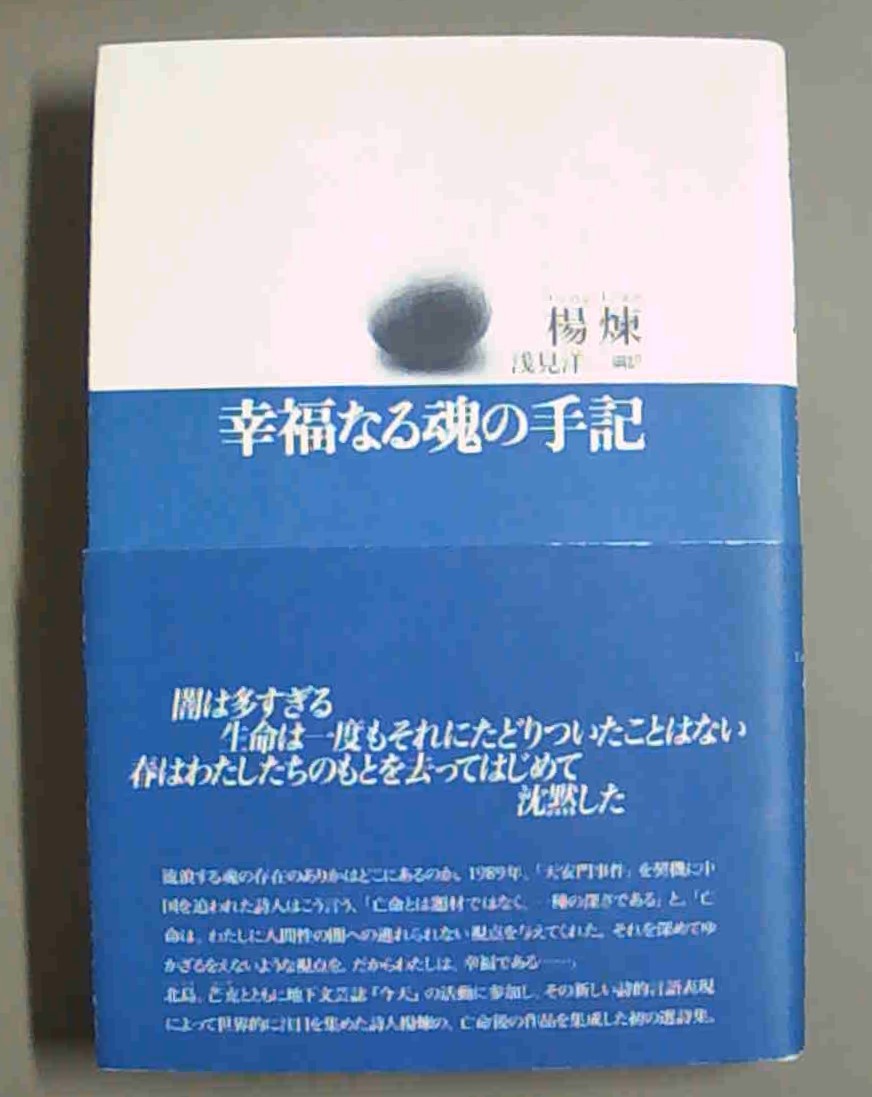 楊 煉
浅見洋二 編訳
幸福なる魂の手記
闇は多すぎる
生命は一度もそれにたどりついたことはない
春はわたしたちのもとを去ってはじめて
沈黙した
流浪する魂の存在のありかはどこにあるのか。1989年、「天安門事件」を契機に中
国を追われた詩人はこう言う、「亡命とは題材ではなく、一種の深さである」と。「亡
命は、わたしに人間性の闇への逃れられない視点を与えてくれた。それを深めてゆ
かざるをえないような視点を。だからわたしは、幸福である……」
北島、芒克とともに地下文芸誌『今天』の活動に参加し、その新しい詩的言語表現
によって世界的に注目を集めた詩人楊煉の、亡命後の作品を集成した初の選詩集。